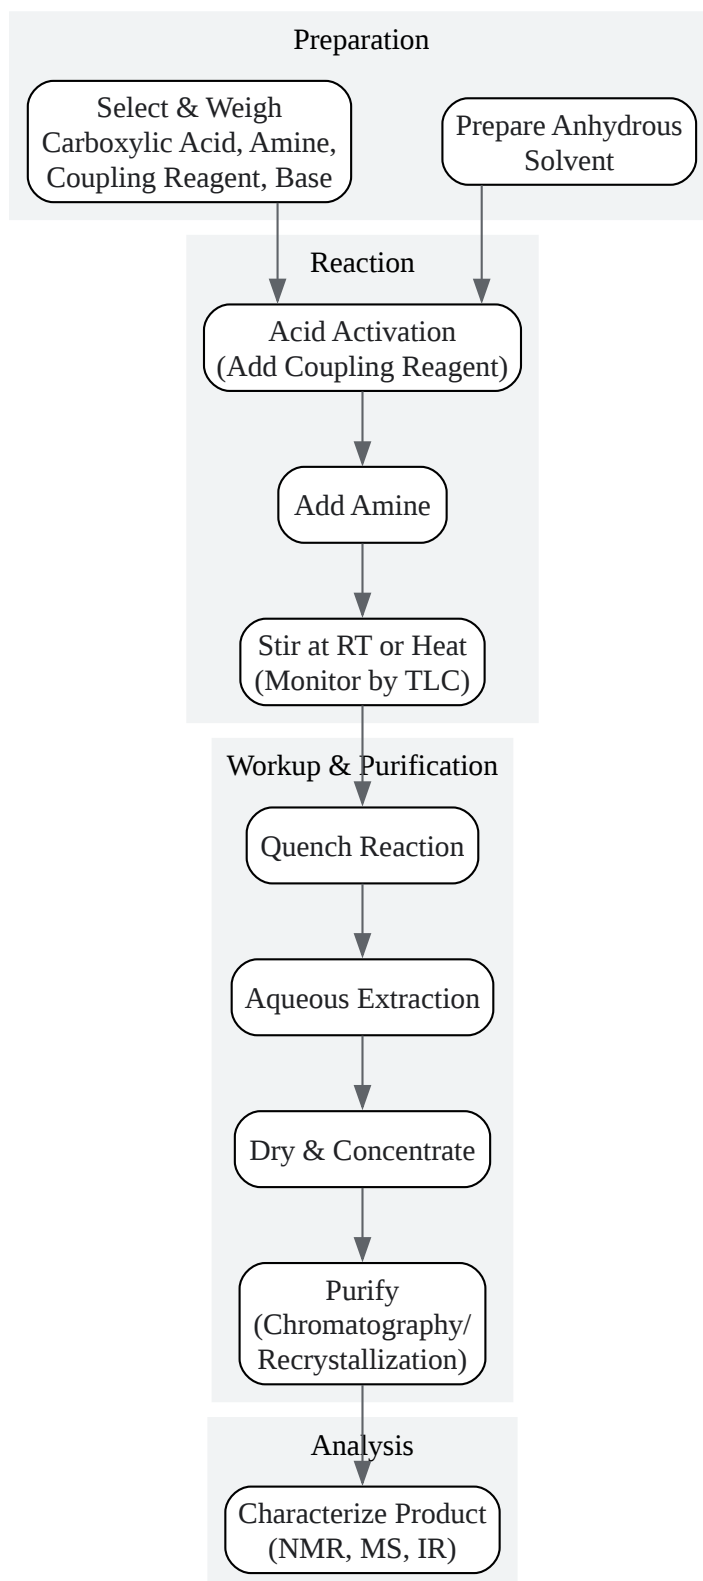 Preparation
Select & Weigh
Carboxylic Acid, Amine,
Coupling Reagent, Base
Prepare Anhydrous
Solvent
Reaction
Acid Activation
(Add Coupling Reagent)
Add Amine
Stir at RT or Heat
(Monitor by TLC)
Workup & Purification
Quench Reaction
Aqueous Extraction
Dry & Concentrate
Purify
(Chromatography/
Recrystallization)
Analysis
Characterize Product
(NMR, MS, IR)